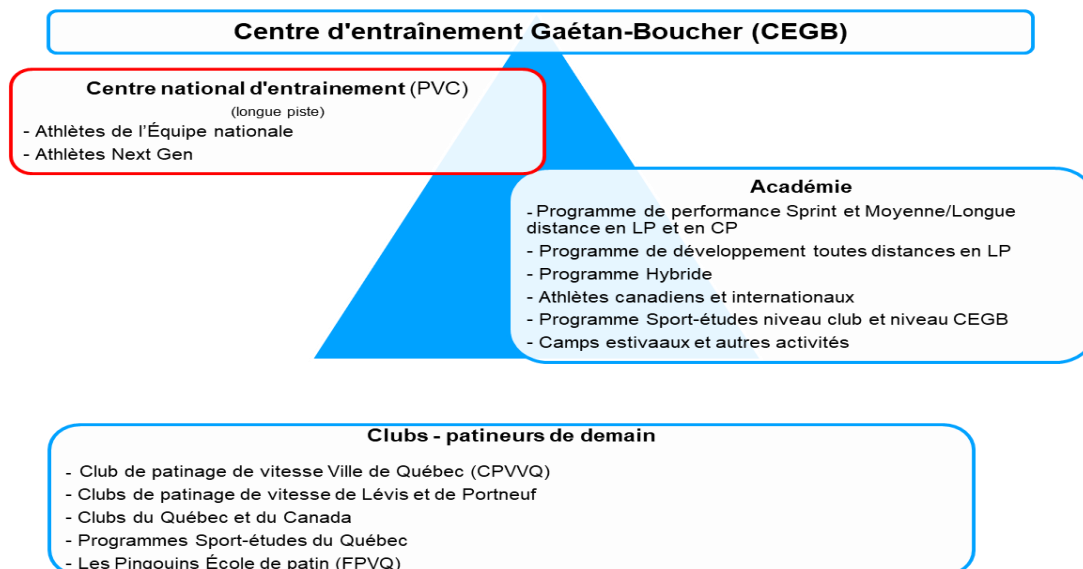 Centre d'entraînement Gaétan-Boucher (CEGB)
Centre national d'entrainement (PVC)
(longue piste)
- Athlètes de l'Équipe nationale
- Athlètes Next Gen
Académie
- Programme de performance Sprint et Moyenne/Longue
distance en LP et en CP
- Programme de développement toutes distances en LP
- Programme Hybride
- Athlètes canadiens et internationaux
- Programme Sport-études niveau club et niveau CEGB
- Camps estivaaux et autres activités
Clubs - patineurs de demain
- Club de patinage de vitesse Ville de Québec (CPVVQ)
- Clubs de patinage de vitesse de Lévis et de Portneuf
- Clubs du Québec et du Canada
- Programmes Sport-études du Québec
- Les Pingouins École de patin (FPVQ)